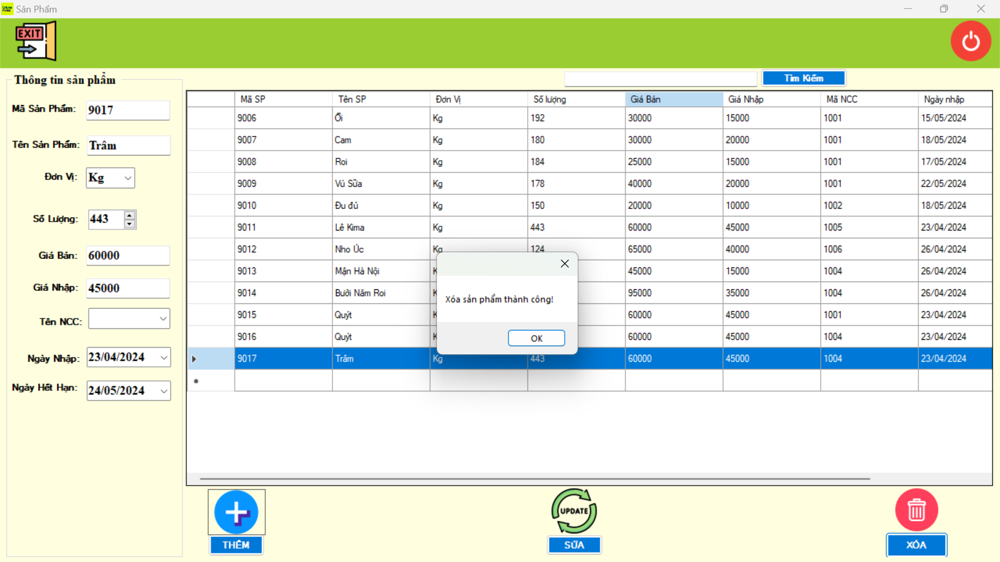 Sản Phẩm
EXIT
Thông tin sản phẩm
Tìm Kiếm
Mã Sản Phẩm: 9017
Tên Sản Phẩm: Trâm
Đơn Vị: Kg
Số Lượng: 443
Giá Bán: 60000
Giá Nhập: 45000
Tên NCC:
Ngày Nhập: 23/04/2024
Ngày Hết Hạn: 24/05/2024
Mã SP Tên SP Đơn Vị Số lượng Giá Bán Giá Nhập Mã NCC Ngày nhập
9006 Ổi Kg 192 30000 15000 1001 15/05/2024
9007 Cam Kg 180 30000 20000 1001 18/05/2024
9008 Roi Kg 184 25000 15000 1001 17/05/2024
9009 Vú Sữa Kg 178 40000 20000 1001 22/05/2024
9010 Đu đủ Kg 150 20000 10000 1002 18/05/2024
9011 Lê Kima Kg 443 60000 45000 1005 23/04/2024
9012 Nho Úc Kg 124 65000 40000 1006 26/04/2024
9013 Mận Hà Nội K 45000 15000 1004 26/04/2024
9014 Bưởi Năm Roi K 95000 35000 1004 26/04/2024
9015 Quýt K 60000 45000 1001 23/04/2024
9016 Quýt K 60000 45000 1004 23/04/2024
9017 Trâm Kg 443 60000 45000 1004 23/04/2024
Xóa sản phẩm thành công!
OK
UPDATE
THÊM
SỬA
XÓA